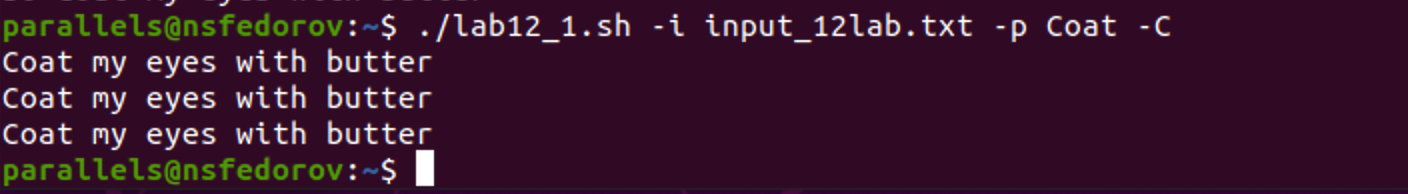 parallels@nsfedorov:~$ ./lab12_1.sh -i input_12lab.txt -p Coat -C
Coat my eyes with butter
Coat my eyes with butter
Coat my eyes with butter
parallels@nsfedorov:~$